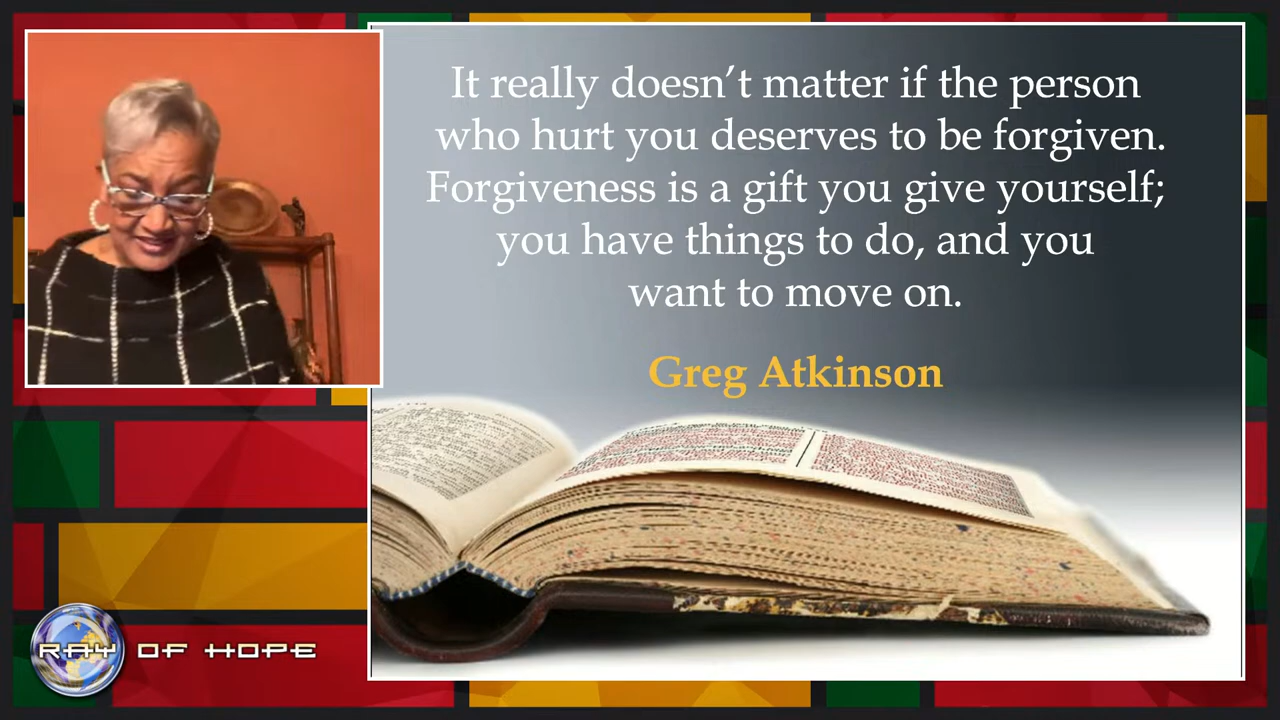 It really doesn’t matter if the person
who hurt you deserves to be forgiven.
Forgiveness is a gift you give yourself;
you have things to do, and you
want to move on.
Greg Atkinson
RAY OF HOPE